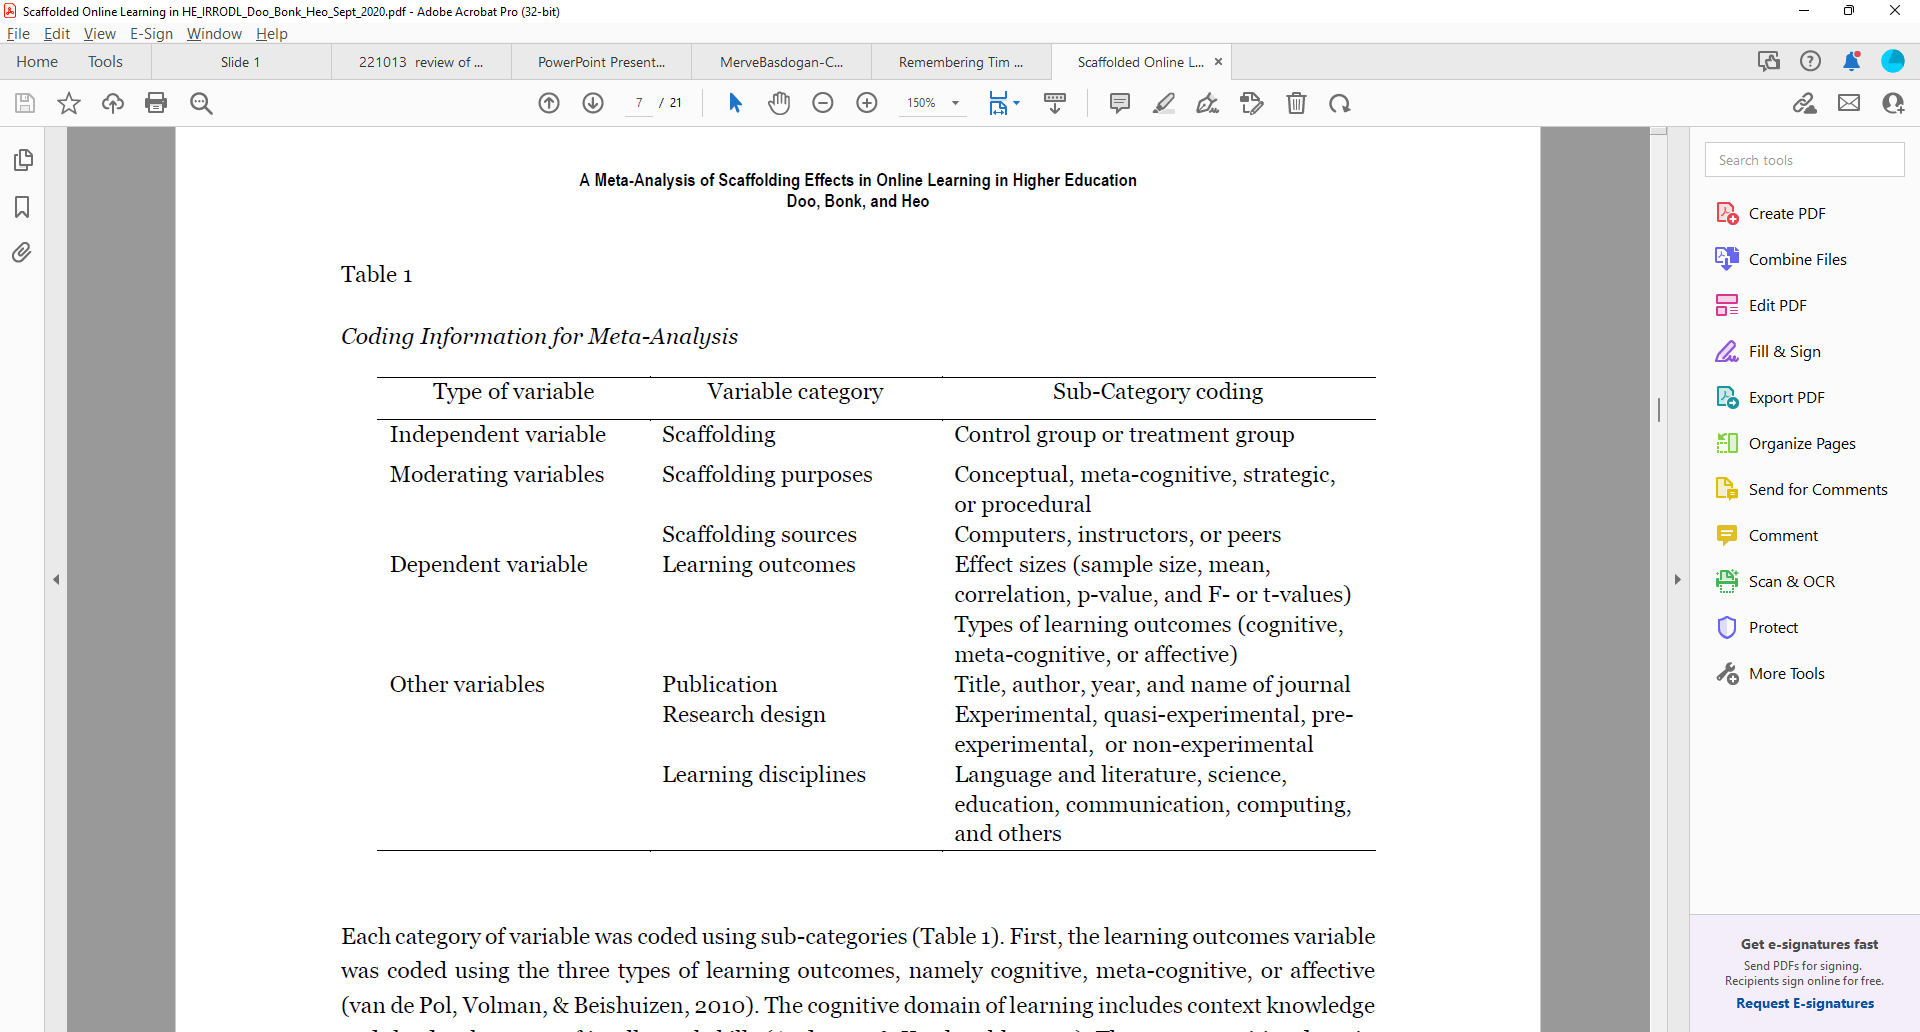 Scaffolded Online Learning in HE_IRRODL_Doo_Bonk_Heo_Sept_2020.pdf - Adobe Acrobat Pro (32-bit)
File Edit View E-Sign Window Help
Home Tools Slide 1 221013 review of ... PowerPoint Present... MerveBasdogan-C... Remembering Tim ... Scaffolded Online L... ×
7 / 21 150%
Search tools
Create PDF
Combine Files
Edit PDF
Fill & Sign
Export PDF
Organize Pages
Send for Comments
Comment
Scan & OCR
Protect
More Tools
Get e-signatures fast
Send PDFs for signing.
Recipients sign online for free.
Request E-signatures
A Meta-Analysis of Scaffolding Effects in Online Learning in Higher Education
Doo, Bonk, and Heo
Table 1
Coding Information for Meta-Analysis
Type of variable Variable category Sub-Category coding
Independent variable Scaffolding Control group or treatment group
Moderating variables Scaffolding purposes Conceptual, meta-cognitive, strategic,
or procedural
Scaffolding sources Computers, instructors, or peers
Dependent variable Learning outcomes Effect sizes (sample size, mean,
correlation, p-value, and F- or t-values)
Types of learning outcomes (cognitive,
meta-cognitive, or affective)
Other variables Publication Title, author, year, and name of journal
Research design Experimental, quasi-experimental, pre-
experimental, or non-experimental
Learning disciplines Language and literature, science,
education, communication, computing,
and others
Each category of variable was coded using sub-categories (Table 1). First, the learning outcomes variable
was coded using the three types of learning outcomes, namely cognitive, meta-cognitive, or affective
(van de Pol, Volman, & Beishuizen, 2010). The cognitive domain of learning includes context knowledge